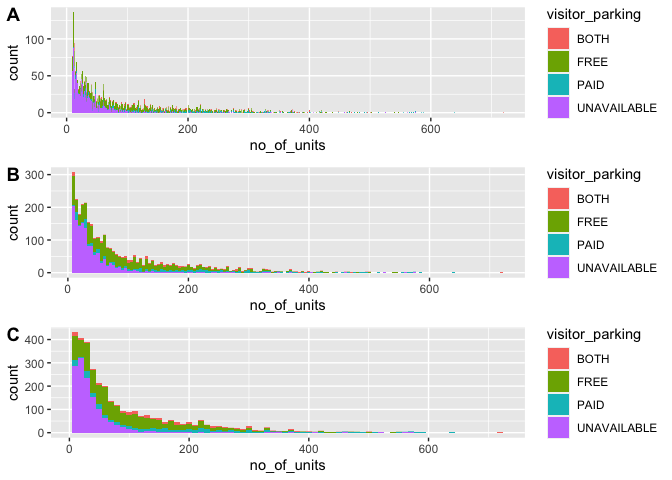 A
count
100
50
0
0
200
400
600
no_of_units
visitor_parking
BOTH
FREE
PAID
UNAVAILABLE
B
count
300
200
100
0
0
200
400
600
no_of_units
visitor_parking
BOTH
FREE
PAID
UNAVAILABLE
C
count
400
300
200
100
0
0
200
400
600
no_of_units
visitor_parking
BOTH
FREE
PAID
UNAVAILABLE